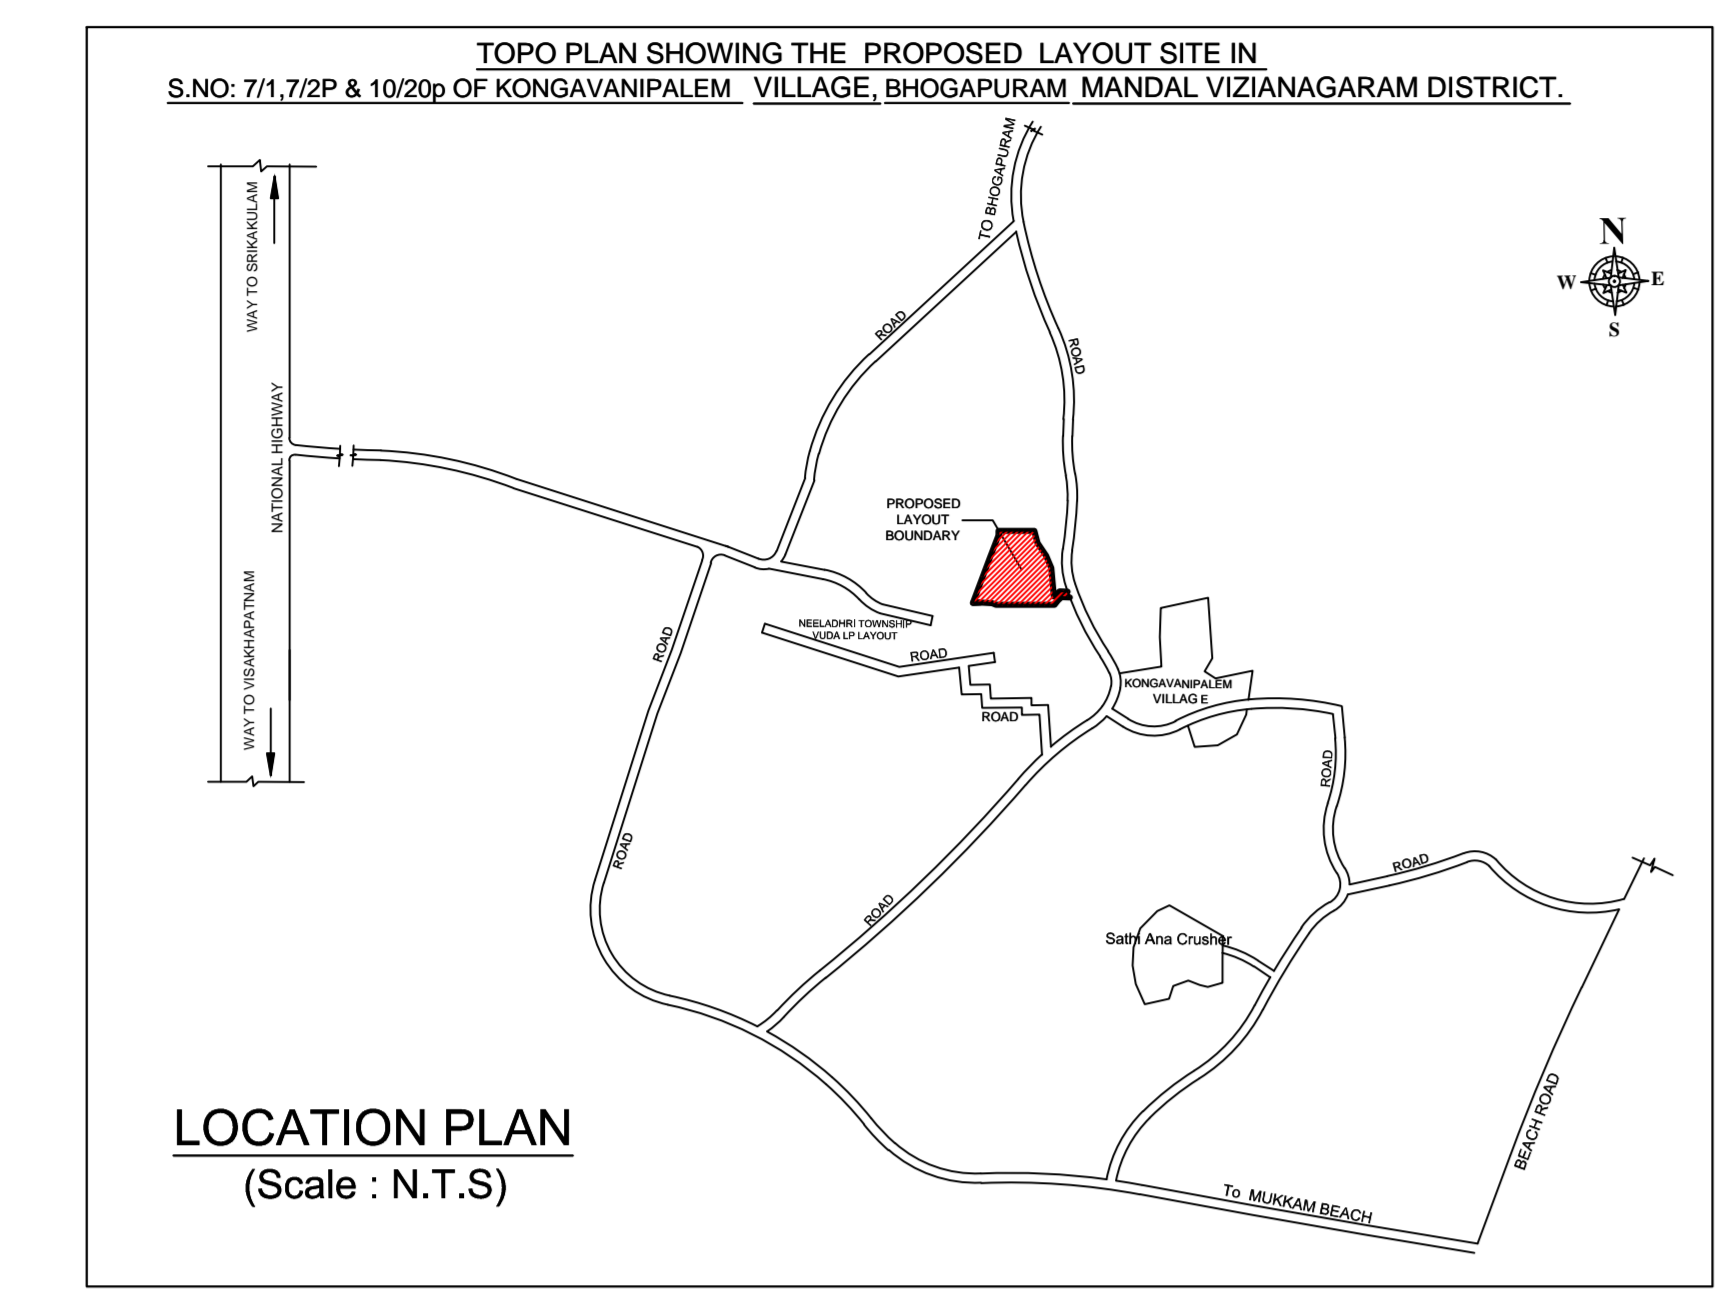 TOPO PLAN SHOWING THE PROPOSED LAYOUT SITE IN
S.NO: 7/1,7/2P & 10/20p OF KONGAVANIPALEM VILLAGE, BHOGAPURAM MANDAL VIZIANAGARAM DISTRICT.
TO BHOGAPURAM
WAY TO SRIKAKULAM
N
W
E
S
ROAD
ROAD
NATIONAL HIGHWAY
PROPOSED
LAYOUT
BOUNDARY
WAY TO VISAKHAPATNAM
NEELADHRI TOWNSHIP
VUDA LP LAYOUT
ROAD
ROAD
KONGAVANIPALEM
VILLAG E
ROAD
ROAD
ROAD
ROAD
ROAD
Sathi Ana Crusher
BEACH ROAD
LOCATION PLAN
(Scale : N.T.S)
To MUKKAM BEACH